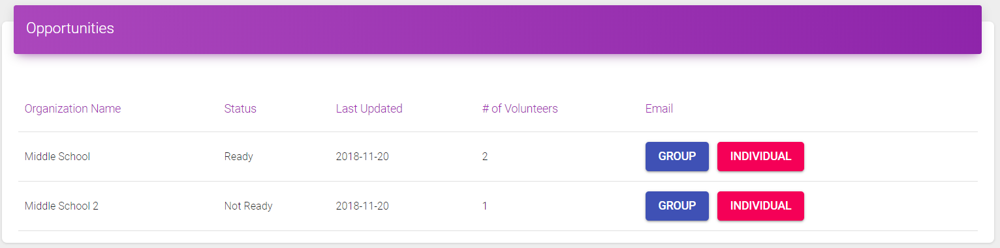 Opportunities
Organization Name Status Last Updated # of Volunteers Email
Middle School Ready 2018-11-20 2 GROUP INDIVIDUAL
Middle School 2 Not Ready 2018-11-20 1 GROUP INDIVIDUAL